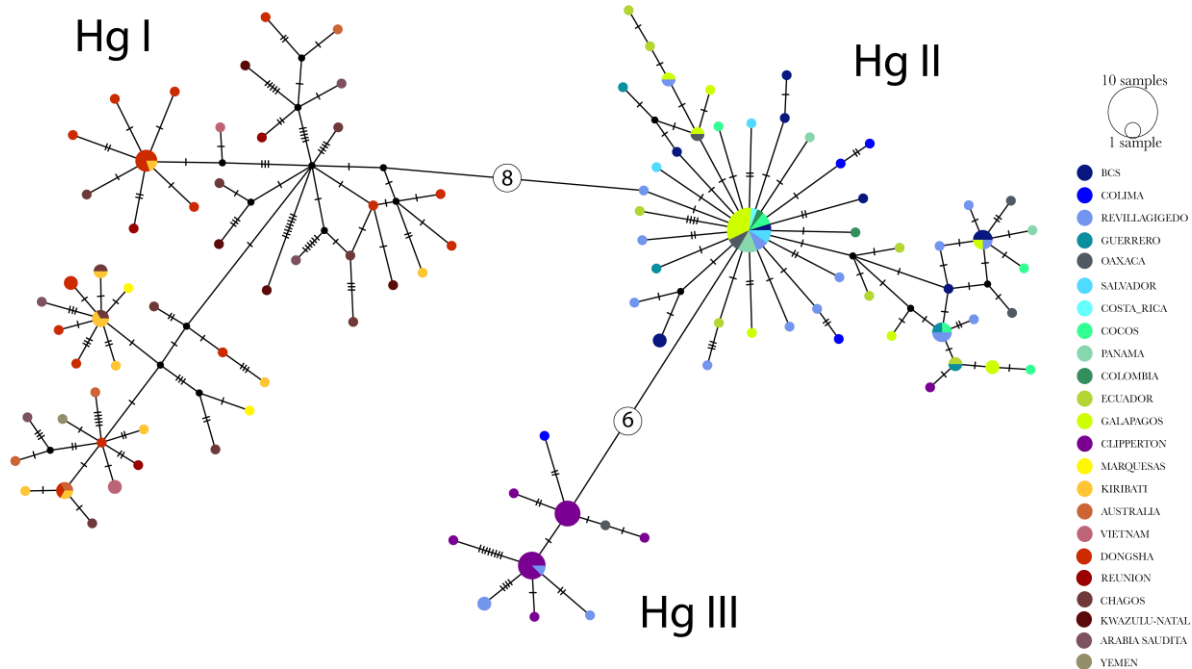 Hg I
Hg II
8
6
Hg III
10 samples
1 sample
BCS
COLIMA
REVILLAGIGEDO
GUERRERO
OAXACA
SALVADOR
COSTA_RICA
COCOS
PANAMA
COLOMBIA
ECUADOR
GALAPAGOS
CLIPPERTON
MARQUESAS
KIRIBATI
AUSTRALIA
VIETNAM
DONGSHA
REUNION
CHAGOS
KWAZULU-NATAL
ARABIA SAUDITA
YEMEN